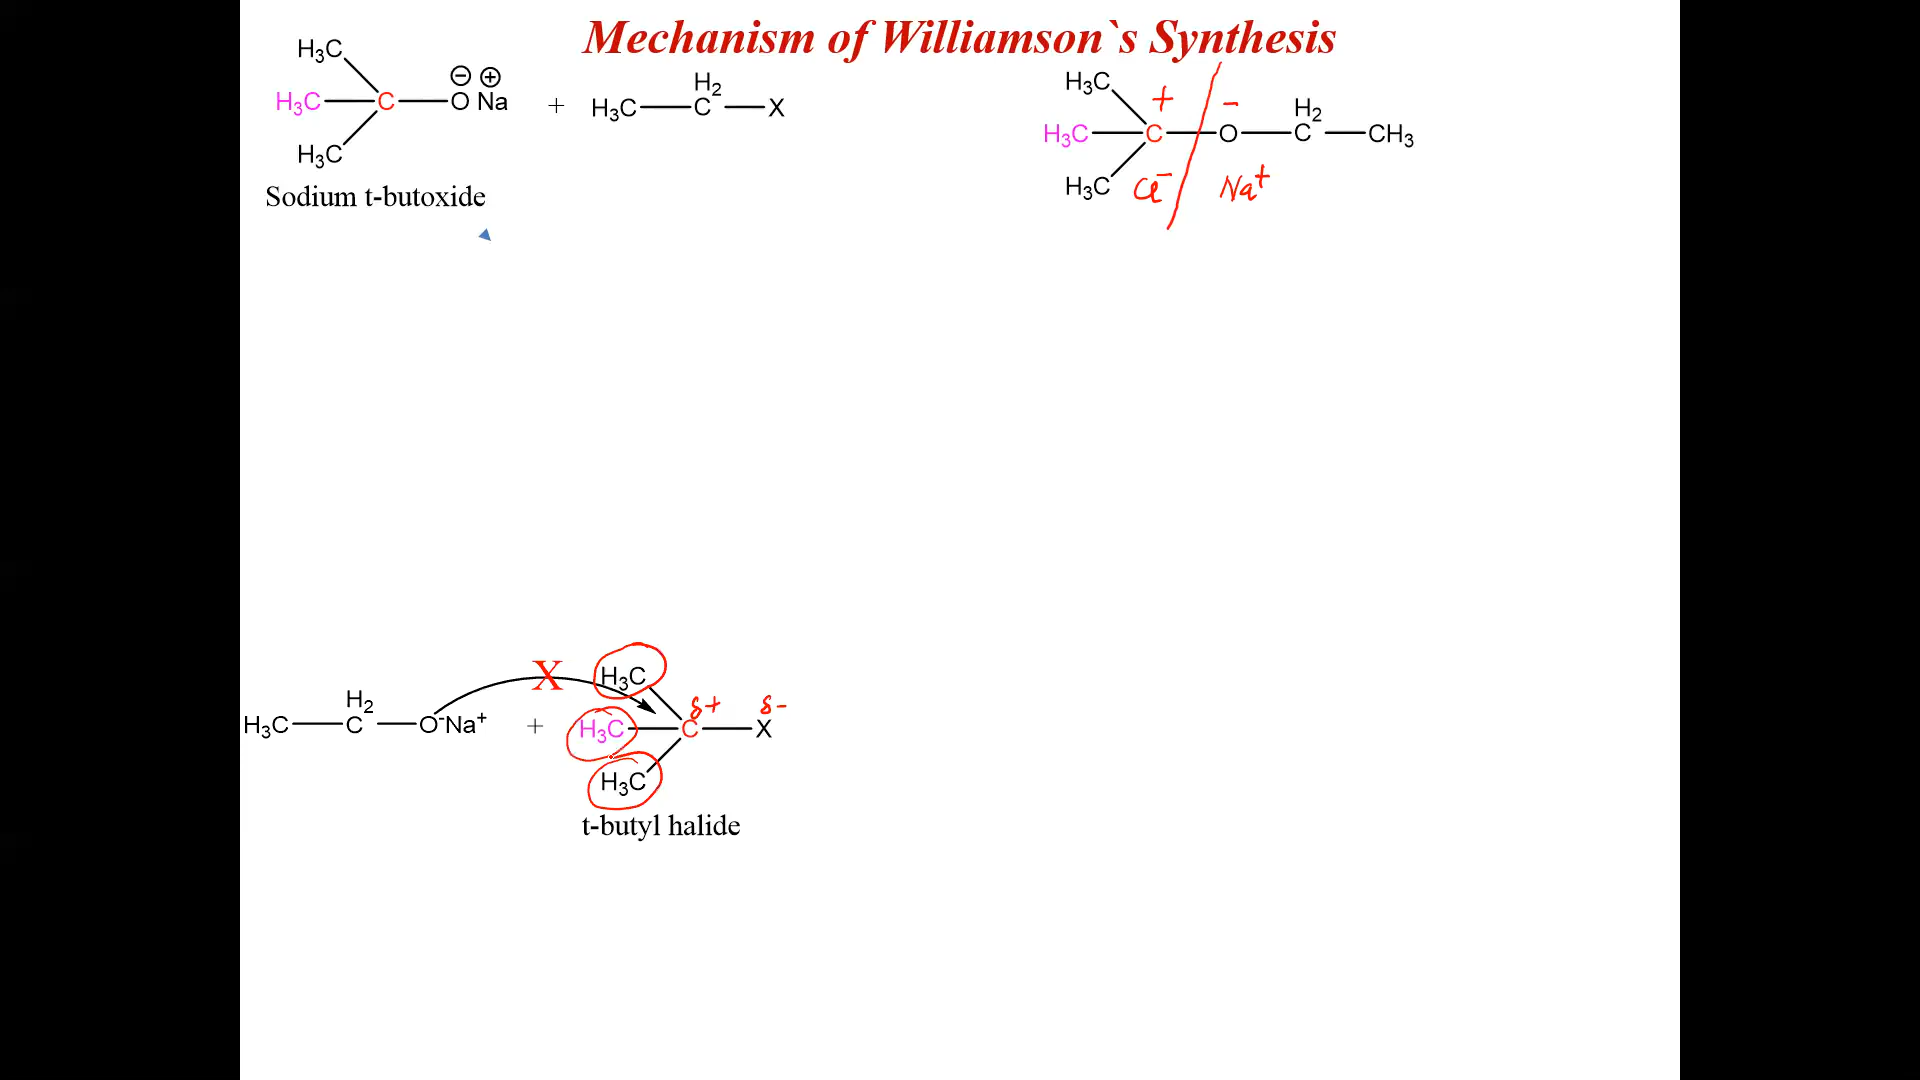 Mechanism of Williamson`s Synthesis
H3C
H3C C O Na
⊖ ⊕
H3C
Sodium t-butoxide
+
H2
H3C C X
H3C
+ -
H2
H3C C O C CH3
H3C Cl- Na+
H2
H3C C O-Na+
+
X
H3C
δ+ δ-
H3C C X
H3C
t-butyl halide